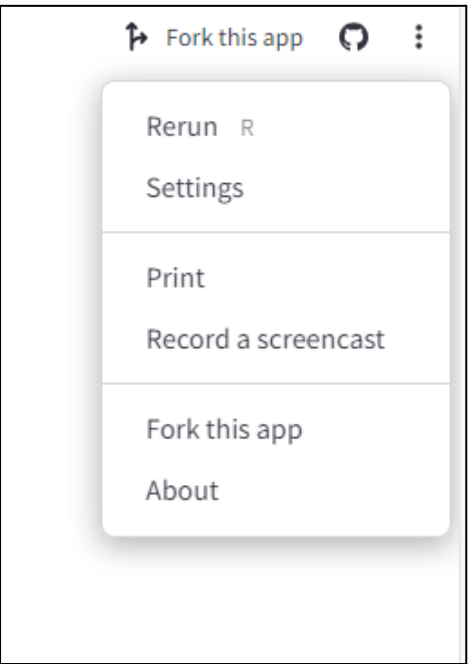 Fork this app
Rerun R
Settings
Print
Record a screencast
Fork this app
About